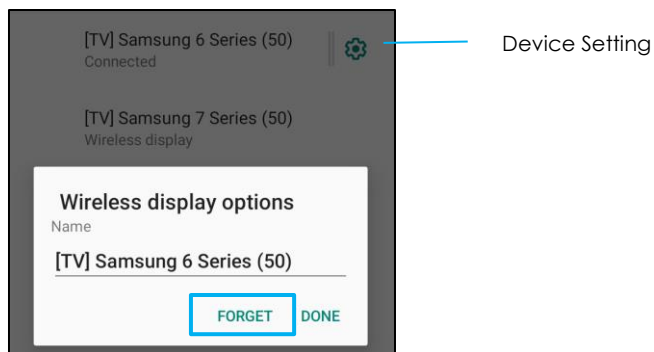 [TV] Samsung 6 Series (50)
Connected
Device Setting
[TV] Samsung 7 Series (50)
Wireless display
Wireless display options
Name
[TV] Samsung 6 Series (50)
FORGET DONE